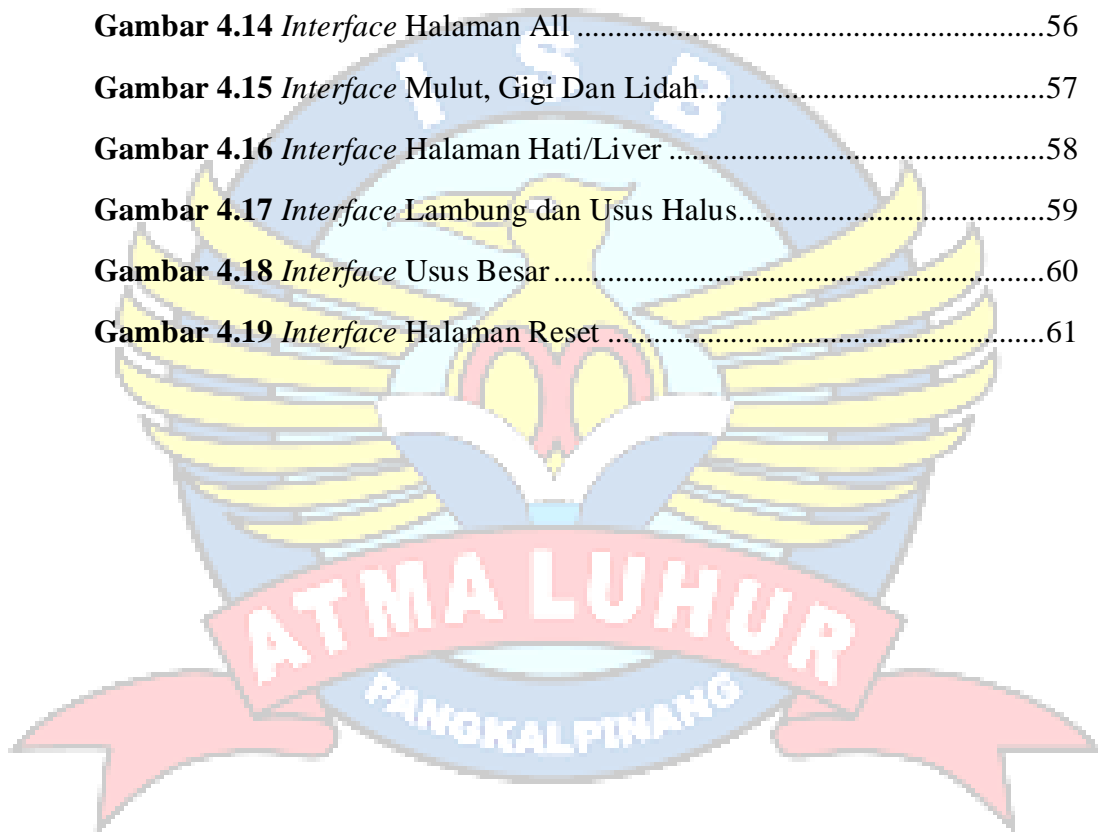 Gambar 4.14 Interface Halaman All ..........................................................56
Gambar 4.15 Interface Mulut, Gigi Dan Lidah...........................................57
Gambar 4.16 Interface Halaman Hati/Liver ...............................................58
Gambar 4.17 Interface Lambung dan Usus Halus......................................59
Gambar 4.18 Interface Usus Besar.............................................................60
Gambar 4.19 Interface Halaman Reset ......................................................61
I S B
ATMA LUHUR
PANGKALPINANG